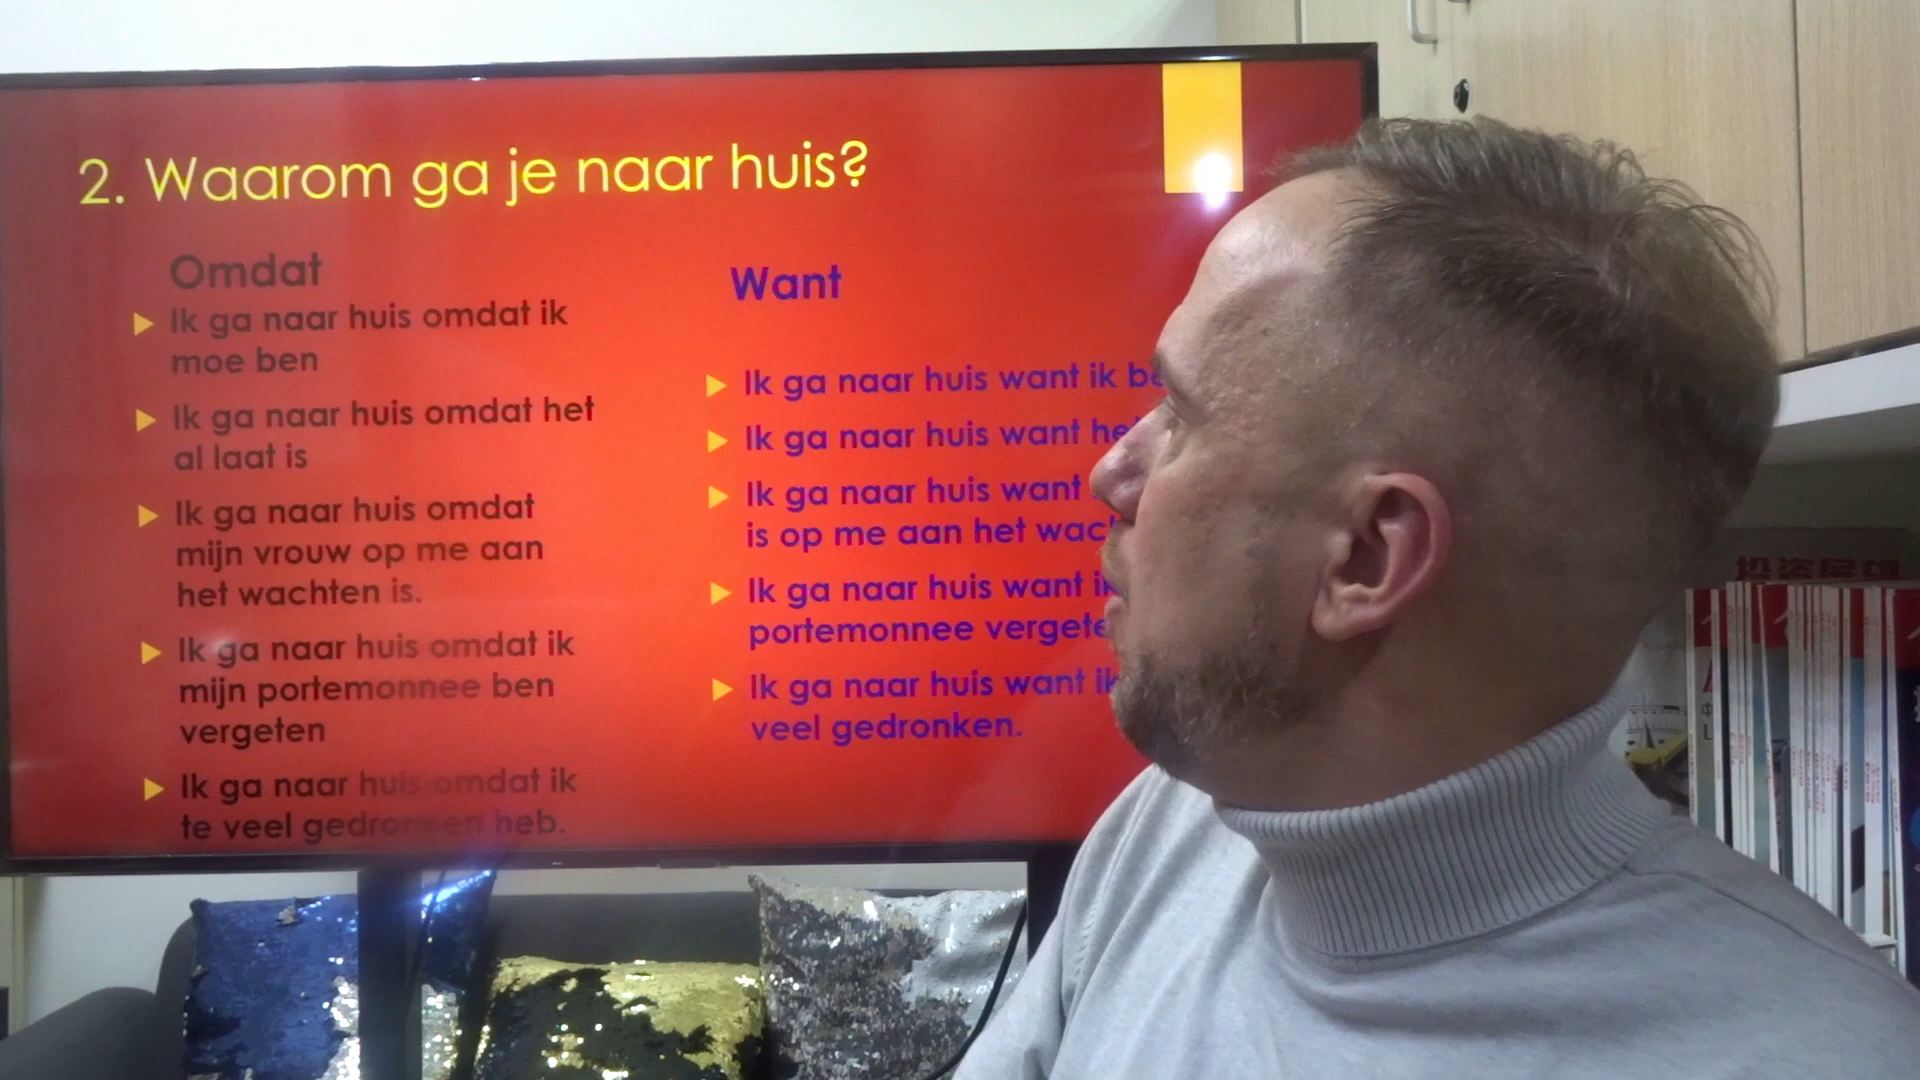 2. Waarom ga je naar huis?
Omdat
Ik ga naar huis omdat ik
moe ben
Ik ga naar huis omdat het
al laat is
Ik ga naar huis omdat
mijn vrouw op me aan
het wachten is.
Ik ga naar huis omdat ik
mijn portemonnee ben
vergeten
Ik ga naar huis omdat ik
te veel gedronken heb.
Want
Ik ga naar huis want ik
Ik ga naar huis want
Ik ga naar huis want
is op me aan het
Ik ga naar huis want
portemonnee
Ik ga naar huis want
veel gedronken.